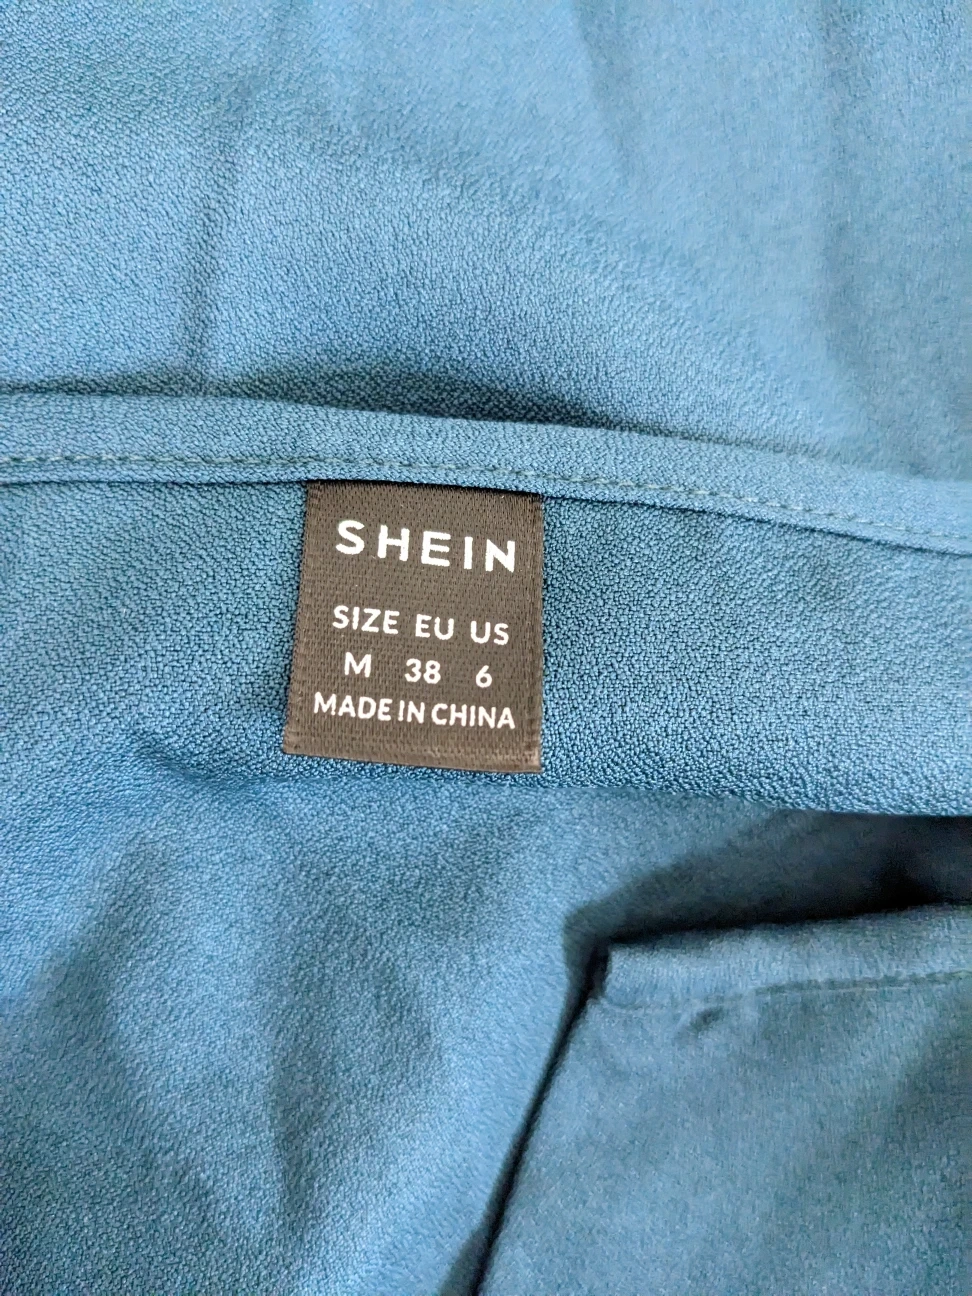 SHEIN
SIZE EU US
M 38 6
MADE IN CHINA